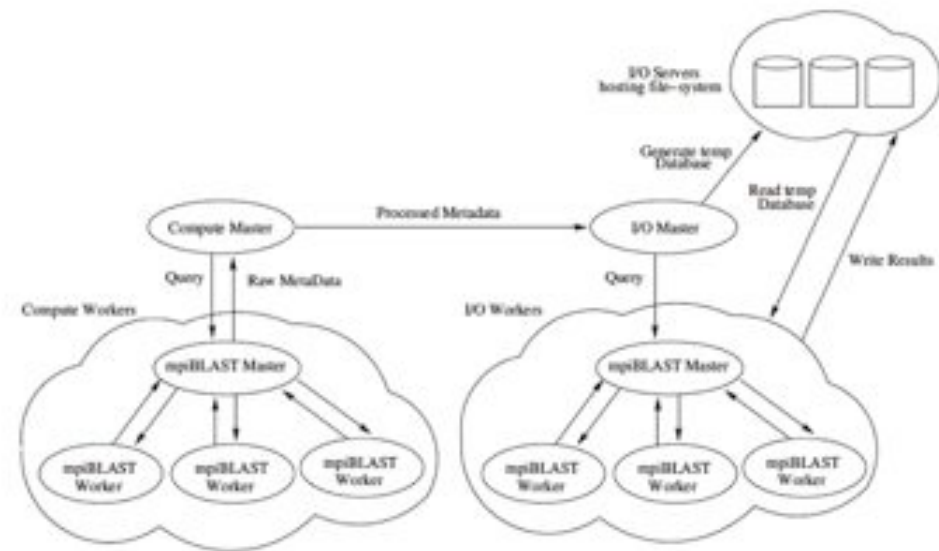 I/O Servers
hosting file-system
Generate temp
Database
Read temp
Database
Processed Metadata
Compute Master
I/O Master
Write Results
Query
Raw MetaData
Query
Compute Workers
I/O Workers
mpiBLAST Master
mpiBLAST Master
mpiBLAST
Worker
mpiBLAST
Worker
mpiBLAST
Worker
mpiBLAST
Worker
mpiBLAST
Worker
mpiBLAST
Worker